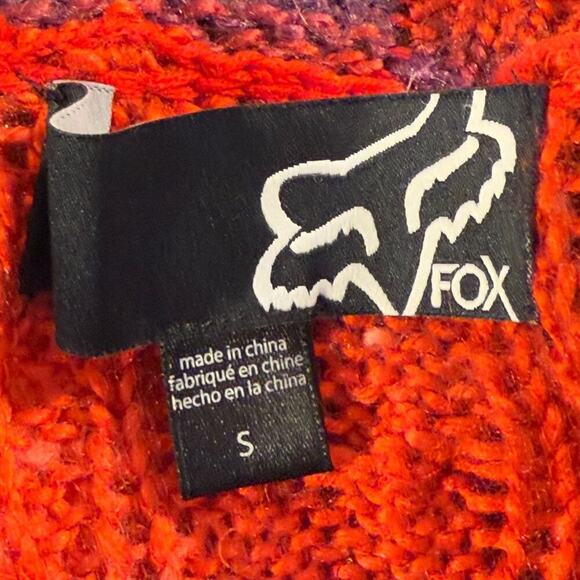 FOX
made in china
fabriqué en chine
hecho en la china
S